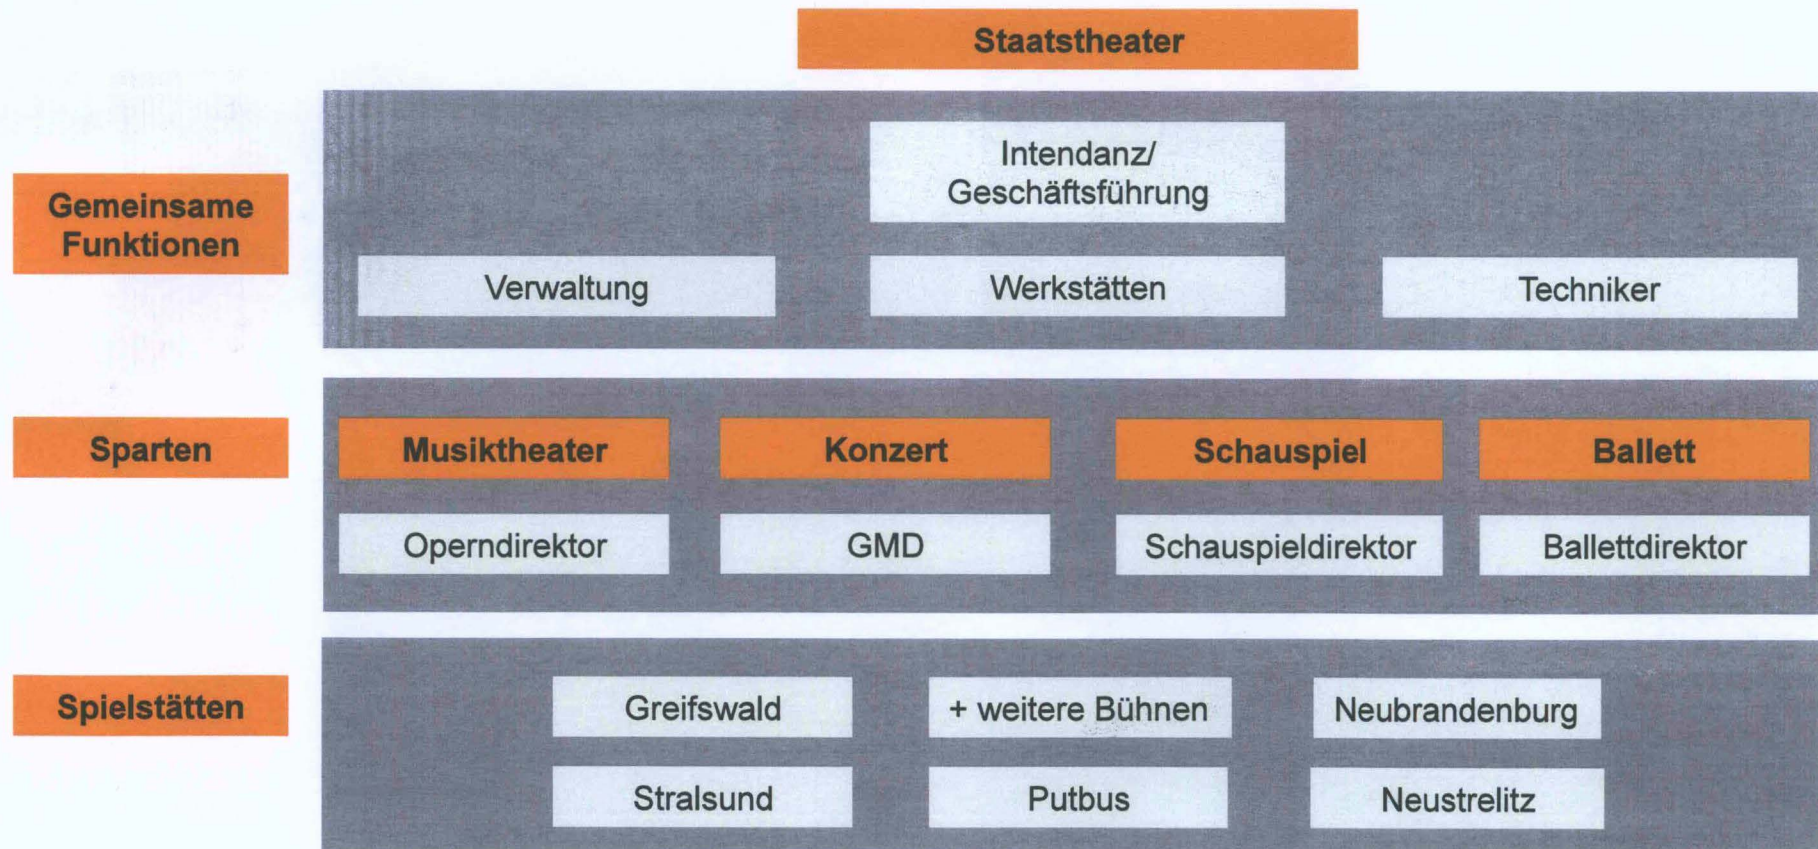 Staatstheater
Gemeinsame
Funktionen
Intendanz/
Geschäftsführung
Verwaltung
Werkstätten
Techniker
Sparten
Musiktheater
Konzert
Schauspiel
Ballett
Operndirektor
GMD
Schauspieldirektor
Ballettdirektor
Spielstätten
Greifswald
+ weitere Bühnen
Neubrandenburg
Stralsund
Putbus
Neustrelitz